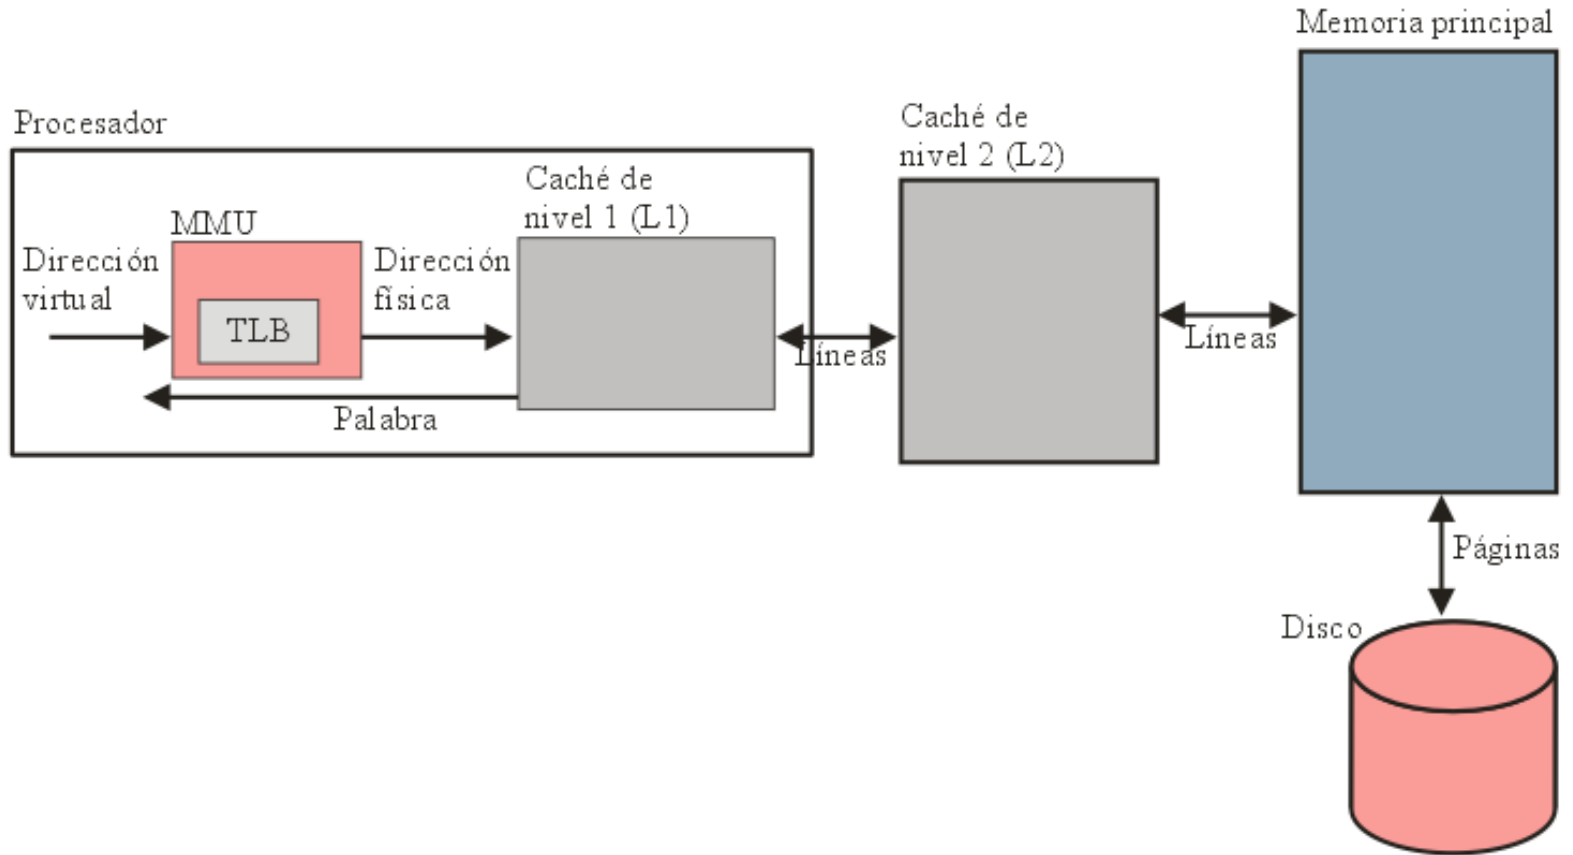 Memoria principal
Procesador
Caché de
nivel 2 (L2)
Caché de
nivel 1 (L1)
MMU
Dirección
virtual
TLB
Dirección
física
Palabra
Líneas
Líneas
Páginas
Disco